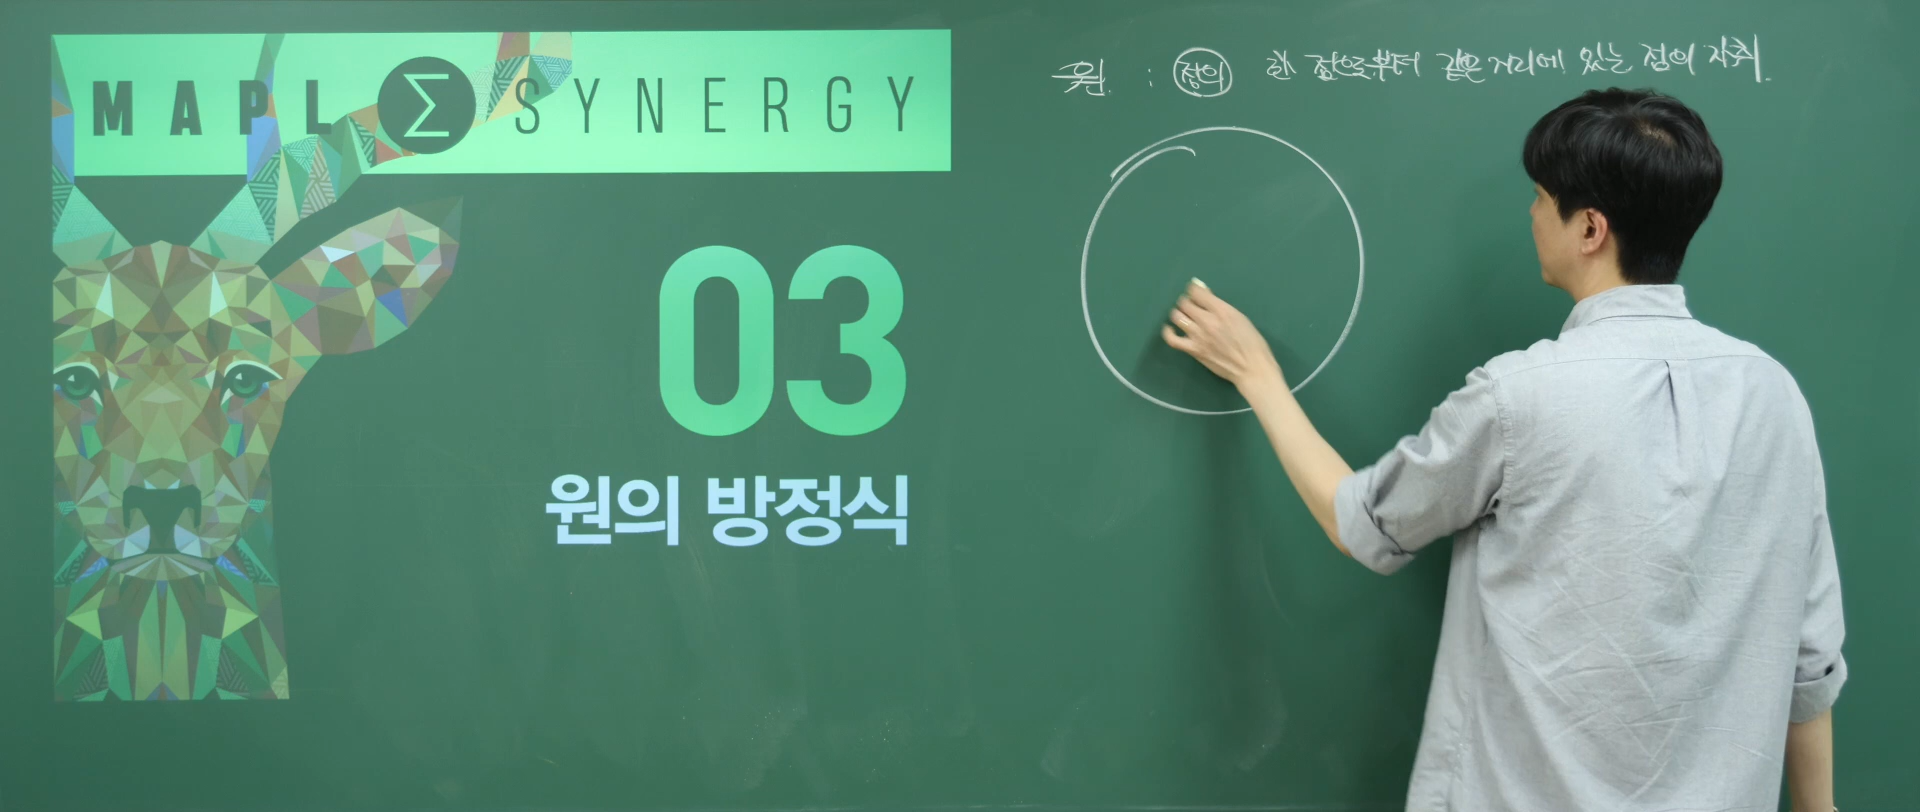 MAPL Σ SYNERGY
03
원의 방정식
원 : 정의 한 점으로부터 같은 거리에 있는 점의 자취.